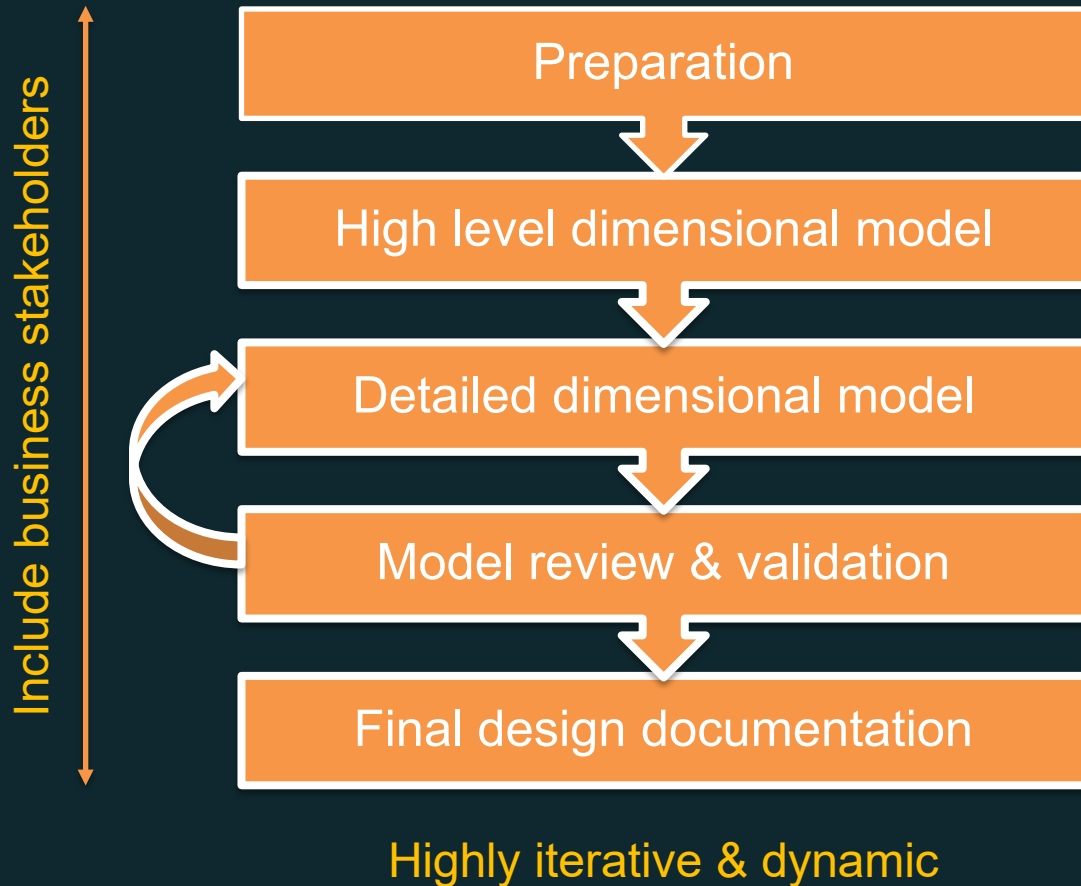 Include business stakeholders
Preparation
High level dimensional model
Detailed dimensional model
Model review & validation
Final design documentation
Highly iterative & dynamic